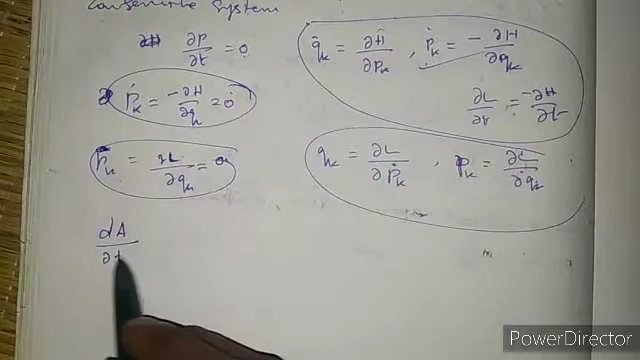 Conservative System
∂P/∂t = 0
q̇ₖ = ∂H/∂pₖ , ṗₖ = -∂H/∂qₖ
∂L/∂t = -∂H/∂t
ṗₖ = -∂H/∂qₖ = 0
ṗₖ = ∂L/∂qₖ = 0
qₖ = ∂L/∂ṗₖ , pₖ = ∂L/∂q̇ₖ
dA/∂t
PowerDirector